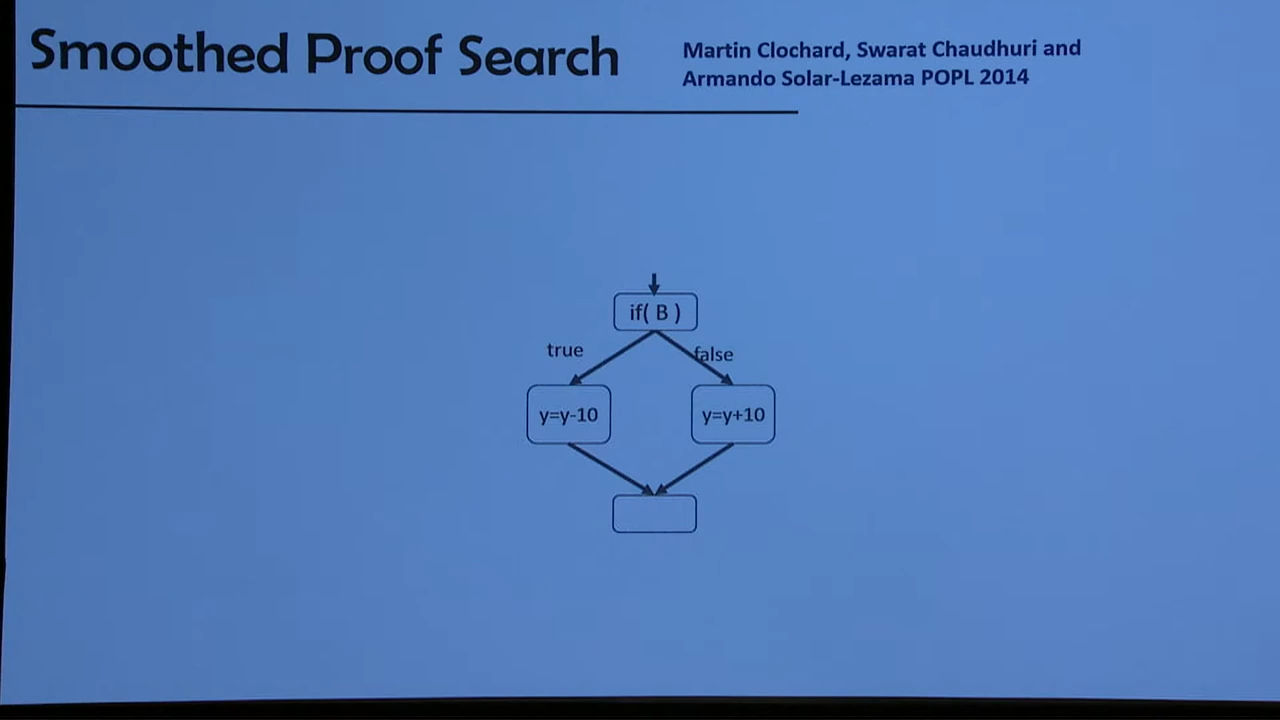 Smoothed Proof Search
Martin Clochard, Swarat Chaudhuri and
Armando Solar-Lezama POPL 2014
if( B )
true
false
y=y-10
y=y+10